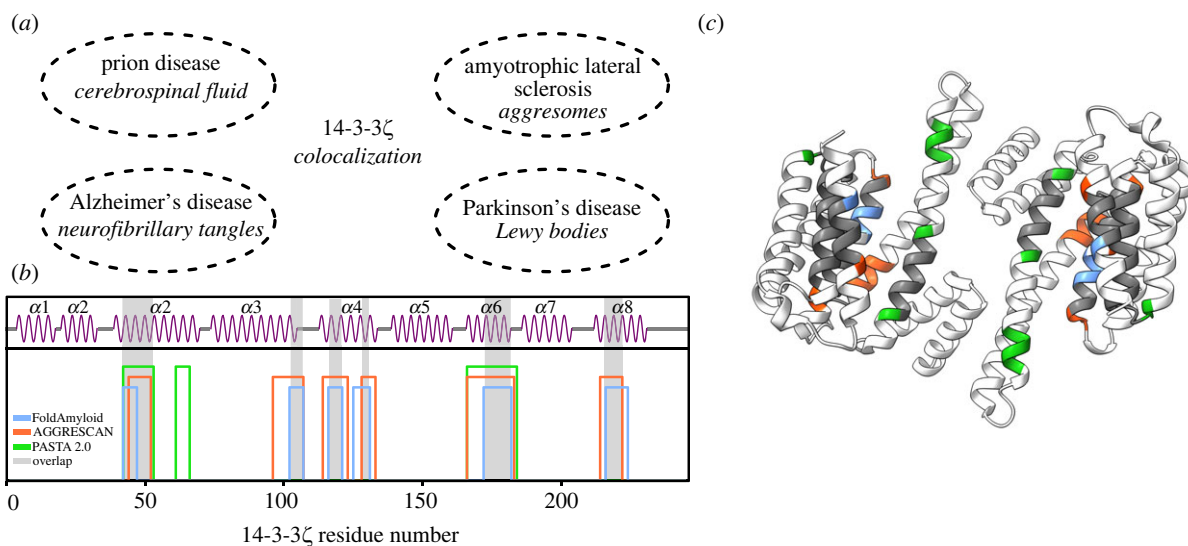 (a)
prion disease
cerebrospinal fluid
amyotrophic lateral
sclerosis
aggresomes
14-3-3ζ
colocalization
Alzheimer's disease
neurofibrillary tangles
Parkinson's disease
Lewy bodies
(b)
α1 α2 α2 α3 α4 α5 α6 α7 α8
FoldAmyloid
AGGRESCAN
PASTA 2.0
overlap
0 50 100 150 200
14-3-3ζ residue number
(c)